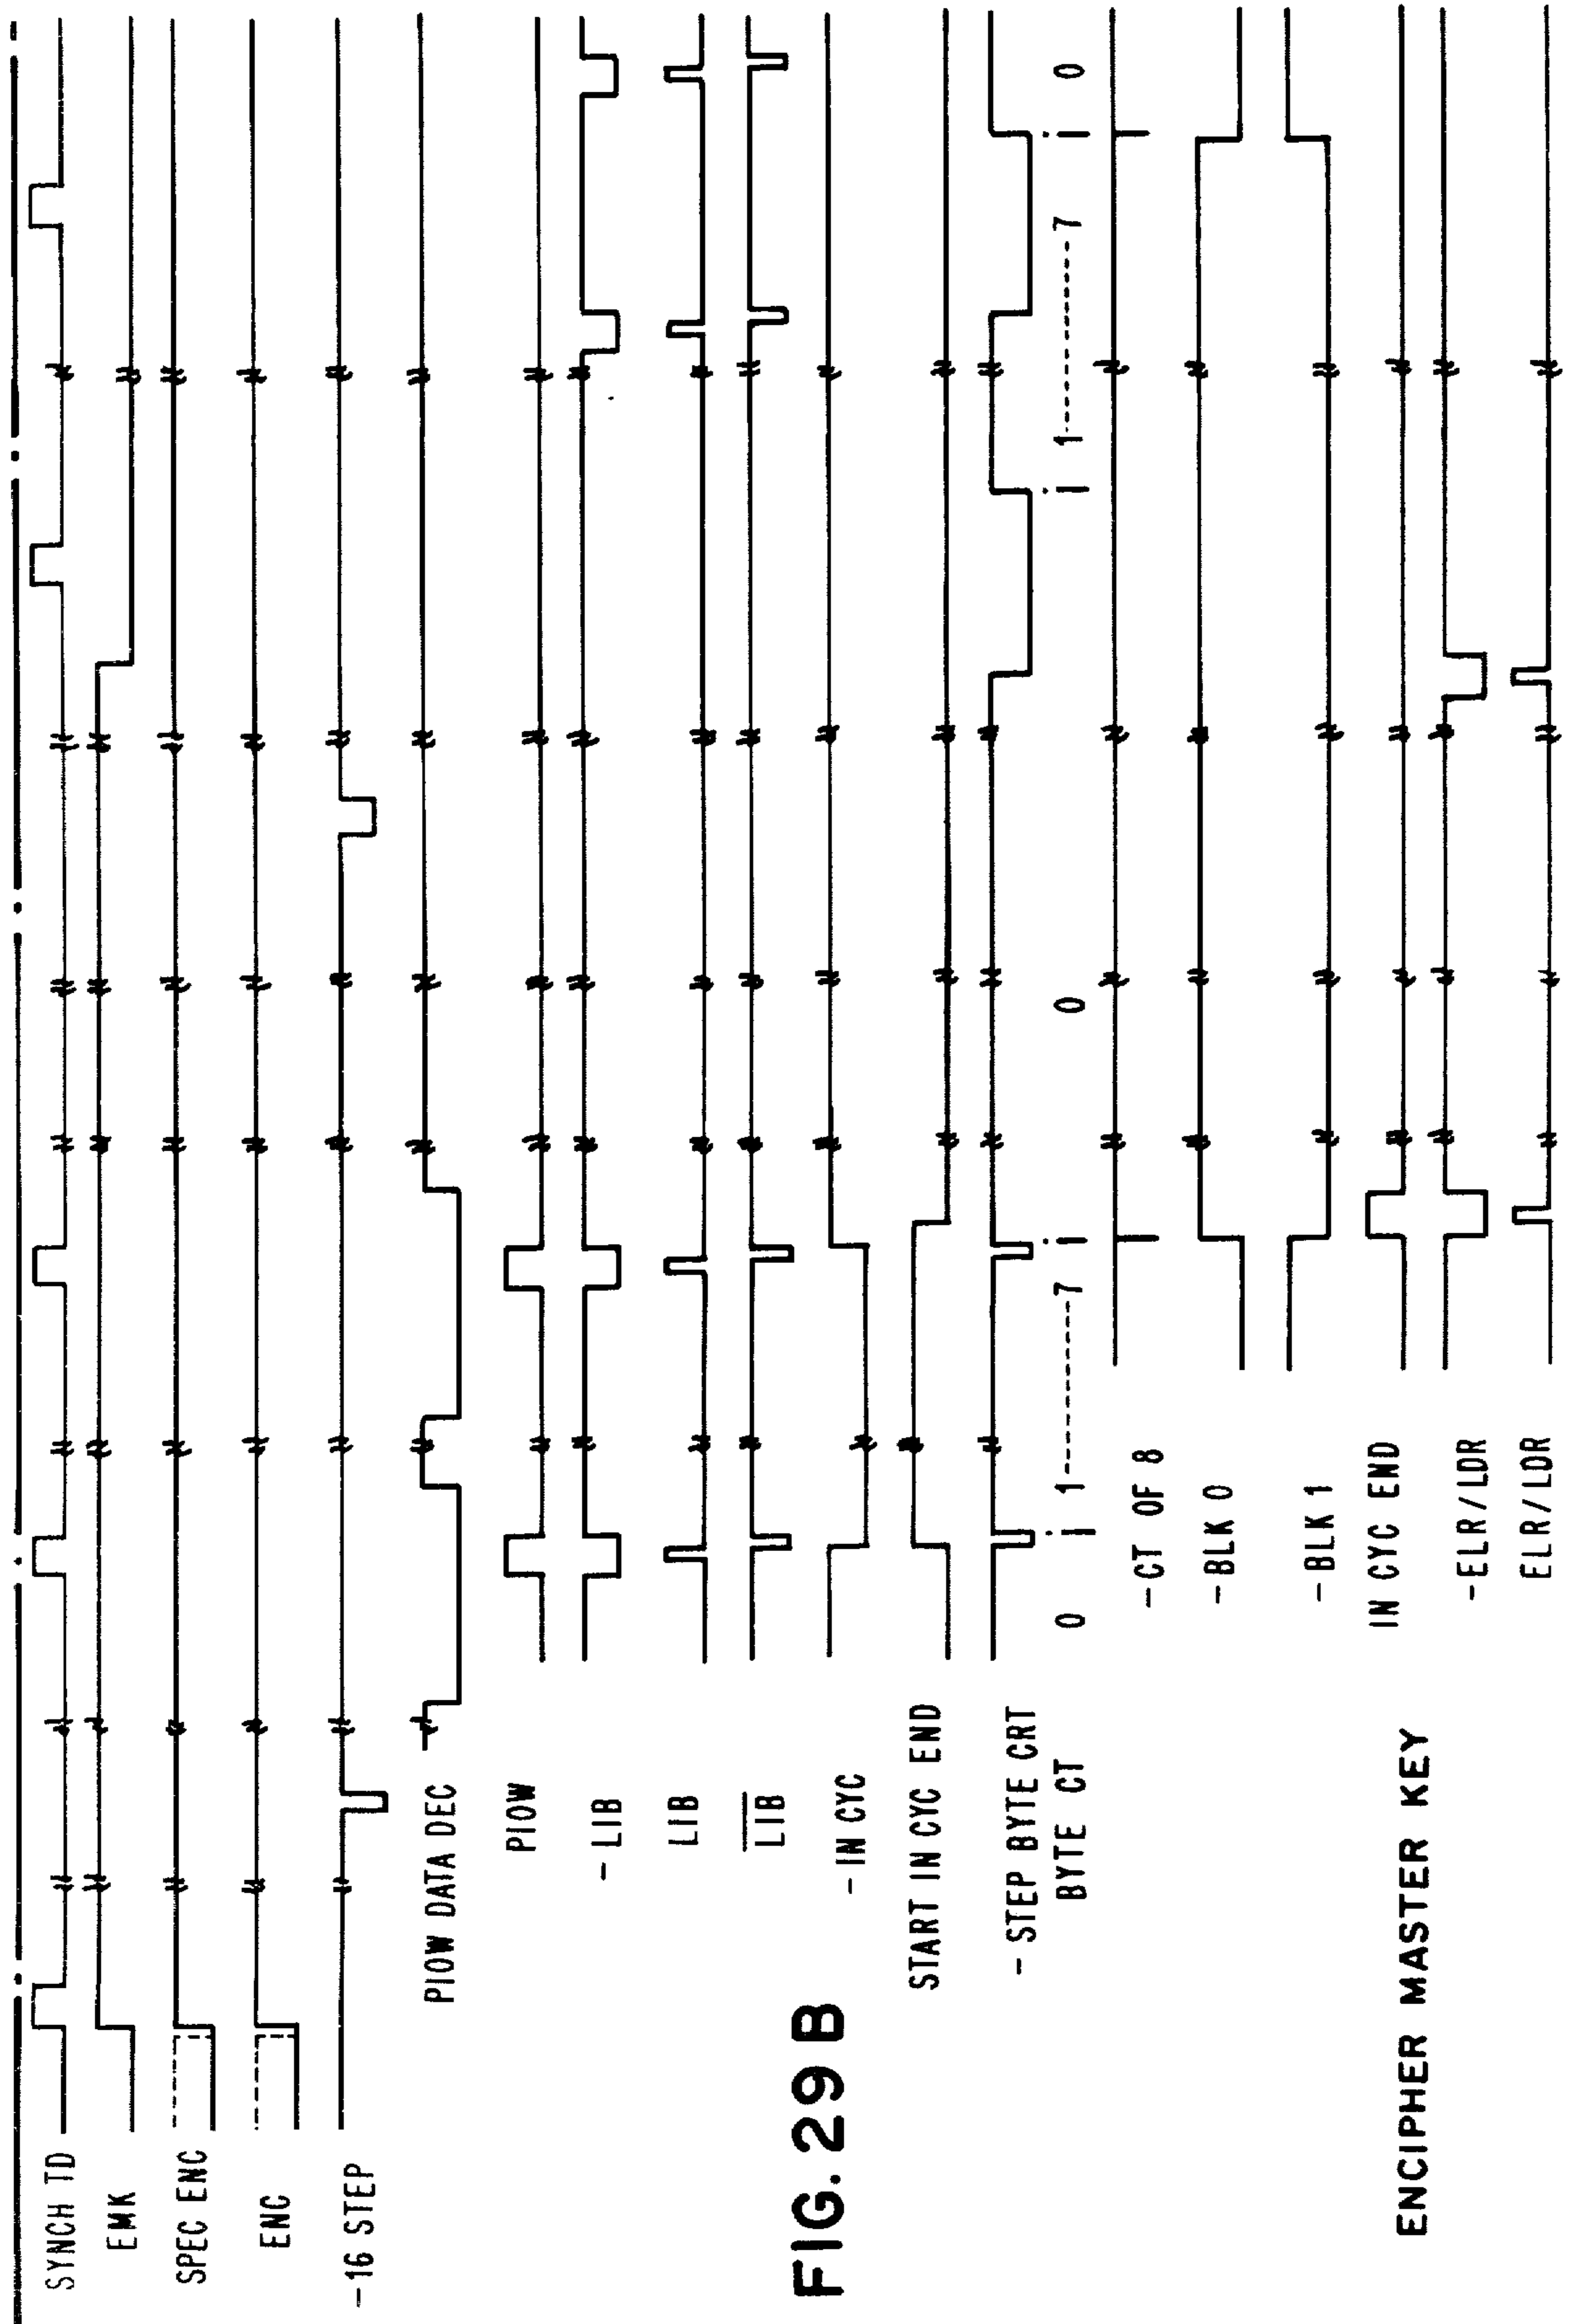 SYNCH TD
EMK
SPEC ENC
ENC
-16 STEP
PIOW DATA DEC
PIOW
- LIB
LIB
LIB
- IN CYC
START IN CYC END
- STEP BYTE CRT
BYTE CT
0 1---------7 0 1---------7 0
- CT OF 8
- BLK 0
- BLK 1
IN CYC END
- ELR/LDR
ELR/LDR
FIG. 29B
ENCIPHER MASTER KEY